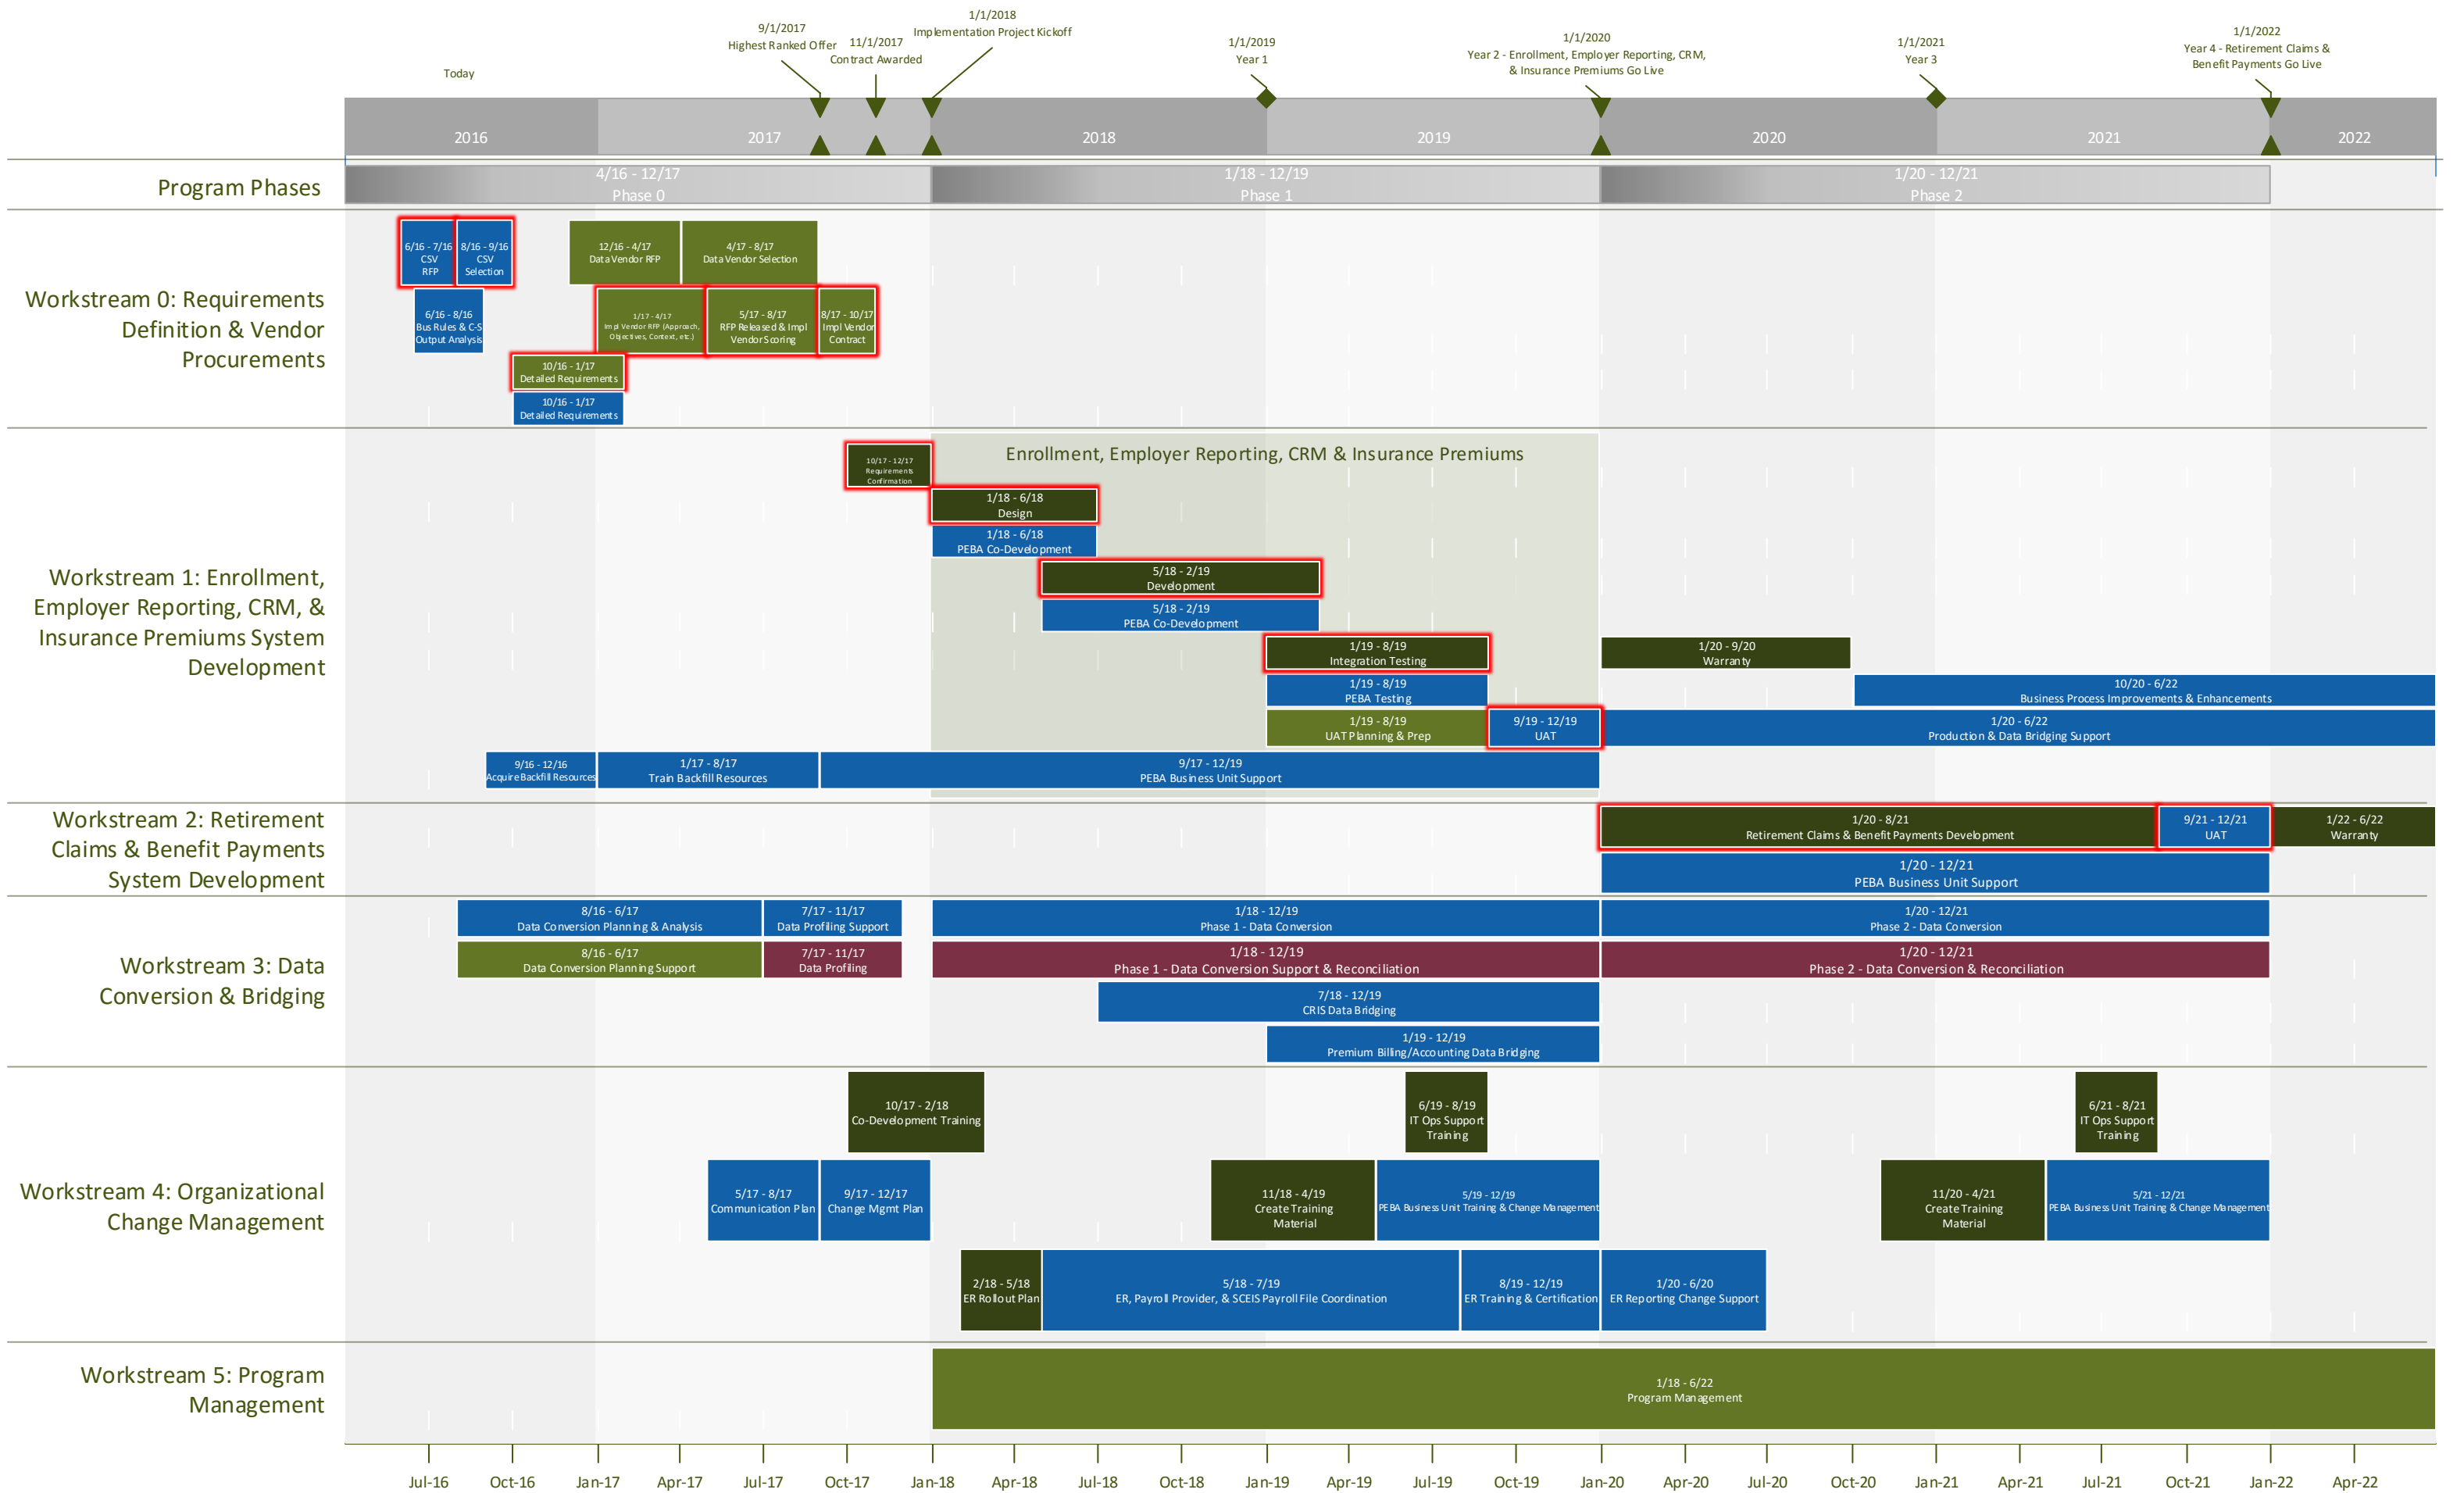 9/1/2017
Highest Ranked Offer
11/1/2017
Contract Awarded
1/1/2018
Implementation Project Kickoff
1/1/2019
Year 1
1/1/2020
Year 2 - Enrollment, Employer Reporting, CRM,
& Insurance Premiums Go Live
1/1/2021
Year 3
1/1/2022
Year 4 - Retirement Claims &
Benefit Payments Go Live
Today
2016
2017
2018
2019
2020
2021
2022
Program Phases
4/16 - 12/17
Phase 0
1/18 - 12/19
Phase 1
1/20 - 12/21
Phase 2
Workstream 0: Requirements
Definition & Vendor
Procurements
6/16 - 7/16
CSV
RFP
8/16 - 9/16
CSV
Selection
12/16 - 4/17
Data Vendor RFP
4/17 - 8/17
Data Vendor Selection
6/16 - 8/16
Bus Rules & C-S
Output Analysis
1/17 - 4/17
Impl Vendor RFP (Approach,
Objectives, Context, etc.)
5/17 - 8/17
RFP Released & Impl
Vendor Scoring
8/17 - 10/17
Impl Vendor
Contract
10/16 - 1/17
Detailed Requirements
10/16 - 1/17
Detailed Requirements
Workstream 1: Enrollment,
Employer Reporting, CRM, &
Insurance Premiums System
Development
Enrollment, Employer Reporting, CRM & Insurance Premiums
10/17 - 12/17
Requirements
Confirmation
1/18 - 6/18
Design
1/18 - 6/18
PEBA Co-Development
5/18 - 2/19
Development
5/18 - 2/19
PEBA Co-Development
1/19 - 8/19
Integration Testing
1/20 - 9/20
Warranty
1/19 - 8/19
PEBA Testing
10/20 - 6/22
Business Process Improvements & Enhancements
1/19 - 8/19
UAT Planning & Prep
9/19 - 12/19
UAT
1/20 - 6/22
Production & Data Bridging Support
9/16 - 12/16
Acquire Backfill Resources
1/17 - 8/17
Train Backfill Resources
9/17 - 12/19
PEBA Business Unit Support
Workstream 2: Retirement
Claims & Benefit Payments
System Development
1/20 - 8/21
Retirement Claims & Benefit Payments Development
9/21 - 12/21
UAT
1/22 - 6/22
Warranty
1/20 - 12/21
PEBA Business Unit Support
Workstream 3: Data
Conversion & Bridging
8/16 - 6/17
Data Conversion Planning & Analysis
7/17 - 11/17
Data Profiling Support
1/18 - 12/19
Phase 1 - Data Conversion
1/20 - 12/21
Phase 2 - Data Conversion
8/16 - 6/17
Data Conversion Planning Support
7/17 - 11/17
Data Profiling
1/18 - 12/19
Phase 1 - Data Conversion Support & Reconciliation
1/20 - 12/21
Phase 2 - Data Conversion & Reconciliation
7/18 - 12/19
CRIS Data Bridging
1/19 - 12/19
Premium Billing/Accounting Data Bridging
Workstream 4: Organizational
Change Management
10/17 - 2/18
Co-Development Training
6/19 - 8/19
IT Ops Support
Training
6/21 - 8/21
IT Ops Support
Training
5/17 - 8/17
Communication Plan
9/17 - 12/17
Change Mgmt Plan
11/18 - 4/19
Create Training
Material
5/19 - 12/19
PEBA Business Unit Training & Change Management
11/20 - 4/21
Create Training
Material
5/21 - 12/21
PEBA Business Unit Training & Change Management
2/18 - 5/18
ER Rollout Plan
5/18 - 7/19
ER, Payroll Provider, & SCEIS Payroll File Coordination
8/19 - 12/19
ER Training & Certification
1/20 - 6/20
ER Reporting Change Support
Workstream 5: Program
Management
1/18 - 6/22
Program Management
Jul-16
Oct-16
Jan-17
Apr-17
Jul-17
Oct-17
Jan-18
Apr-18
Jul-18
Oct-18
Jan-19
Apr-19
Jul-19
Oct-19
Jan-20
Apr-20
Jul-20
Oct-20
Jan-21
Apr-21
Jul-21
Oct-21
Jan-22
Apr-22